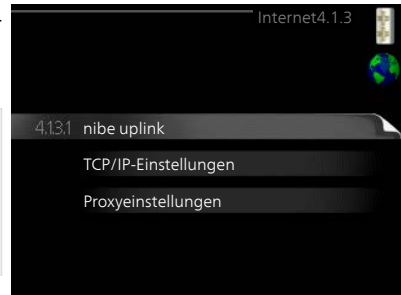 Internet4.1.3
4.1.3.1 nibe uplink
TCP/IP-Einstellungen
Proxyeinstellungen